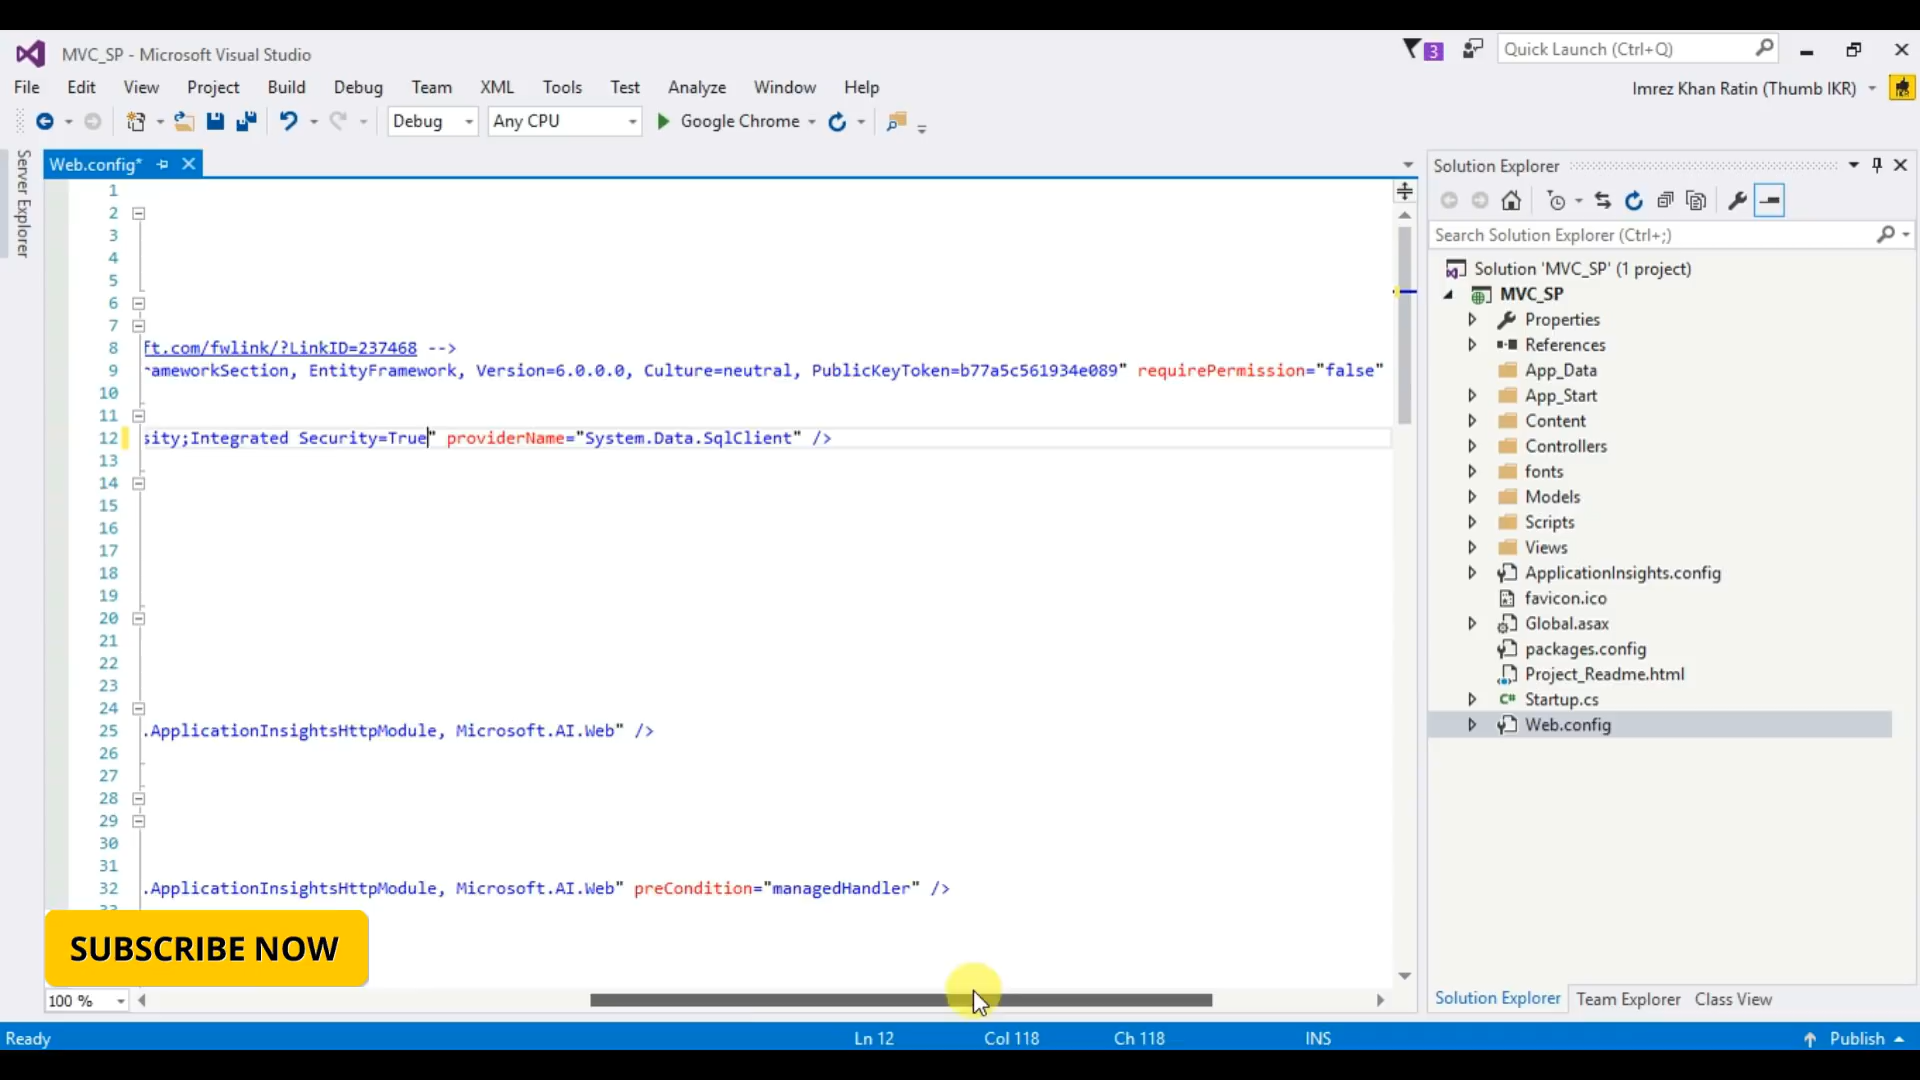 MVC_SP - Microsoft Visual Studio
3
Quick Launch (Ctrl+Q)
File Edit View Project Build Debug Team XML Tools Test Analyze Window Help
Imrez Khan Ratin (Thumb IKR)
Debug Any CPU Google Chrome
Server Explorer
Web.config*
1
2
3
4
5
6
7
8 ft.com/fwlink/?LinkID=237468 -->
9 rameworkSection, EntityFramework, Version=6.0.0.0, Culture=neutral, PublicKeyToken=b77a5c561934e089" requirePermission="false"
10
11
12 sity;Integrated Security=True" providerName="System.Data.SqlClient" />
13
14
15
16
17
18
19
20
21
22
23
24
25 .ApplicationInsightsHttpModule, Microsoft.AI.Web" />
26
27
28
29
30
31
32 .ApplicationInsightsHttpModule, Microsoft.AI.Web" preCondition="managedHandler" />
33
SUBSCRIBE NOW
100 %
Solution Explorer
Search Solution Explorer (Ctrl+;)
Solution 'MVC_SP' (1 project)
MVC_SP
Properties
References
App_Data
App_Start
Content
Controllers
fonts
Models
Scripts
Views
ApplicationInsights.config
favicon.ico
Global.asax
packages.config
Project_Readme.html
C# Startup.cs
Web.config
Solution Explorer Team Explorer Class View
Ready Ln 12 Col 118 Ch 118 INS Publish